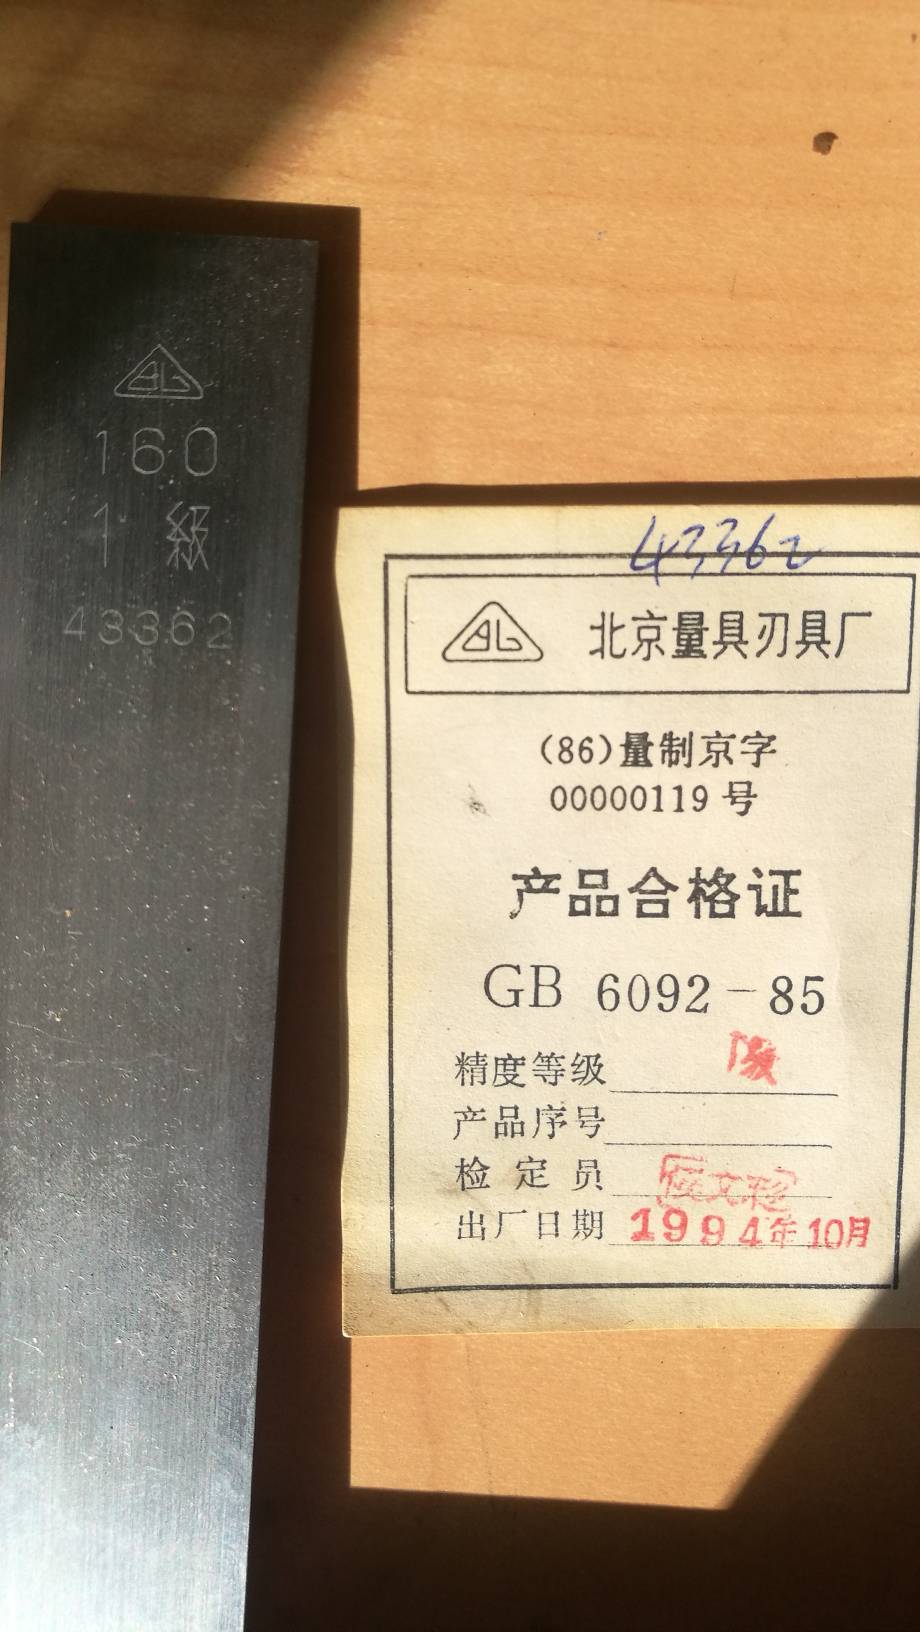 160
1 級
43362
43362
北京量具刃具厂
(86)量制京字
00000119号
产品合格证
GB 6092-85
精度等级
产品序号
检定员
出厂日期 1994年10月